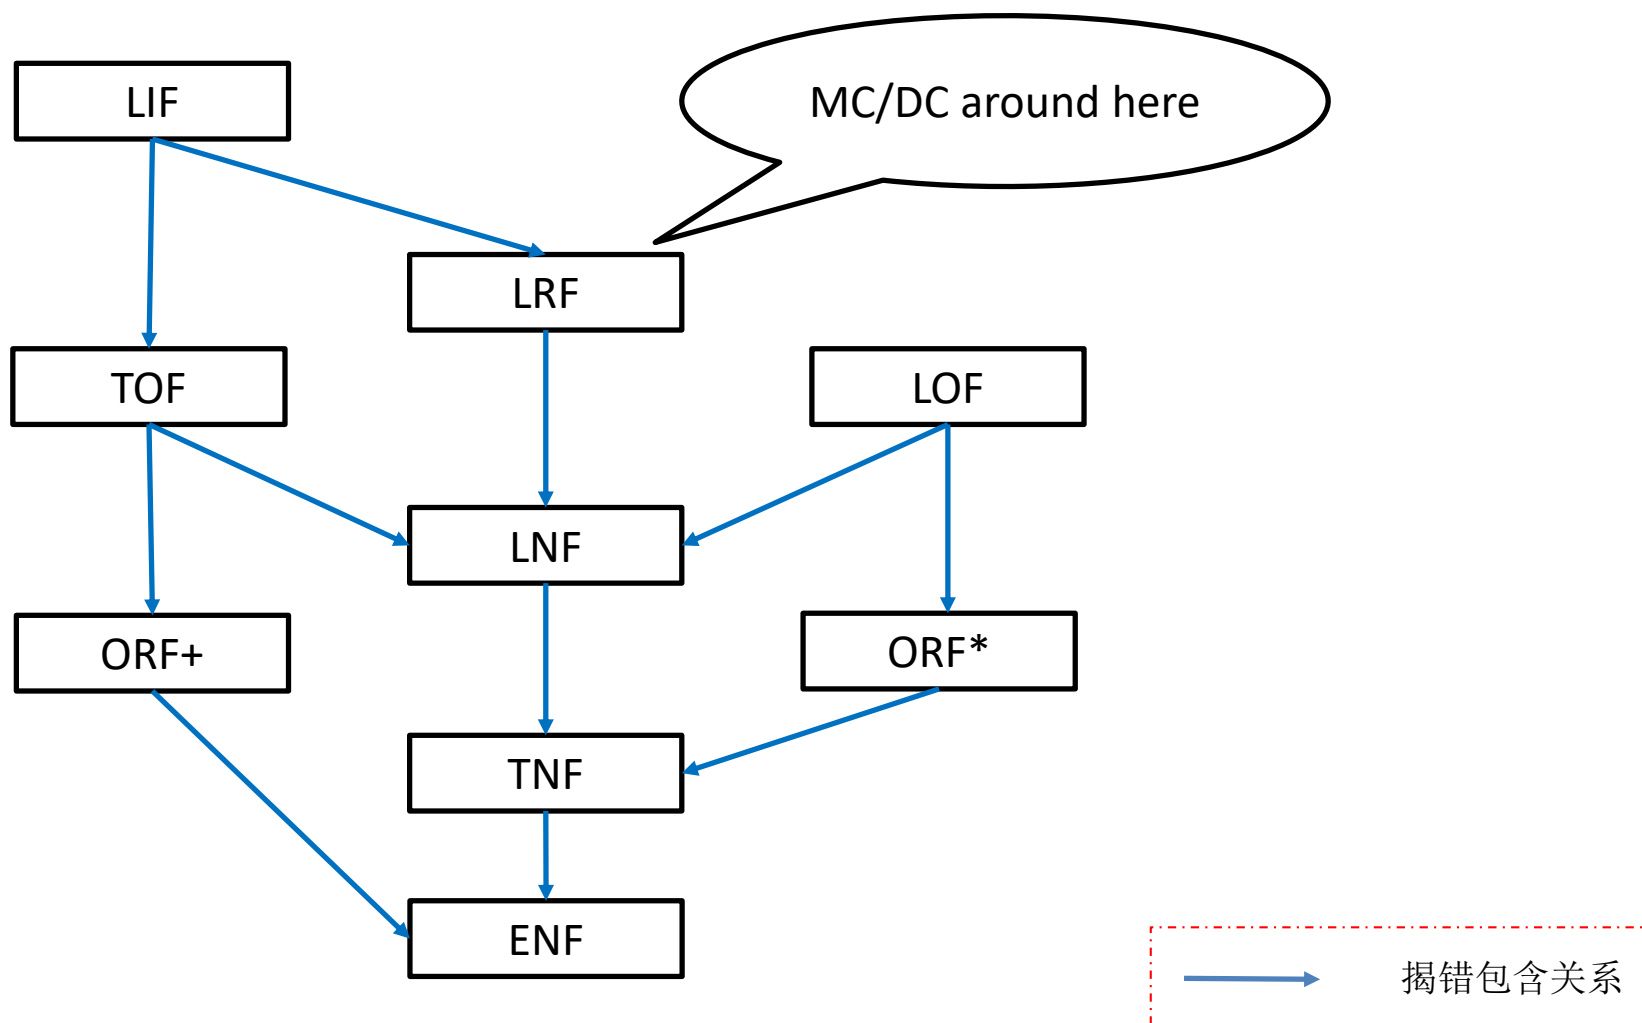 LIF
MC/DC around here
LRF
TOF
LOF
LNF
ORF+
ORF*
TNF
ENF
揭错包含关系